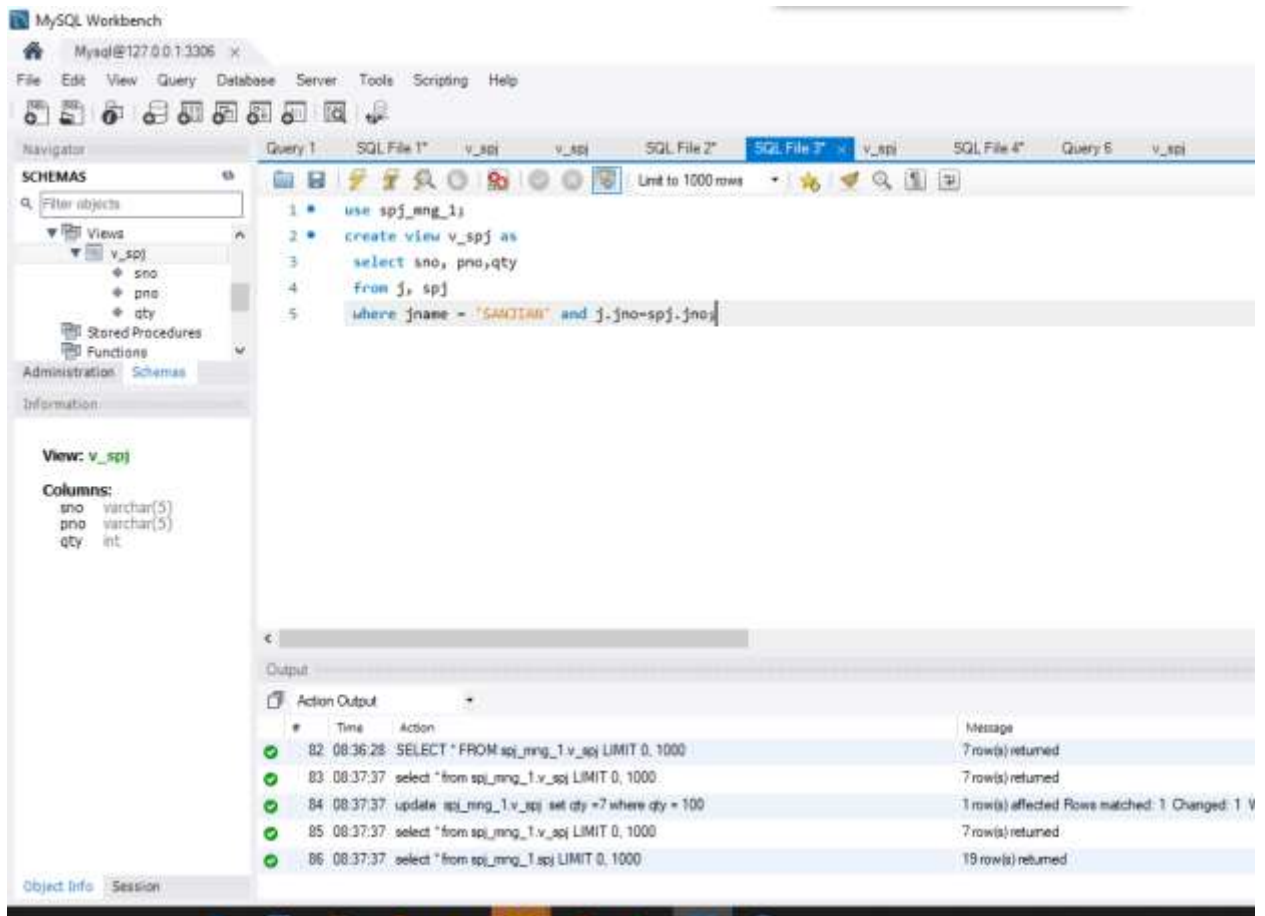 MySQL Workbench
Mysql@127.0.0.1:3306 ×
File Edit View Query Database Server Tools Scripting Help
Navigator
Query 1 SQL File 1* v_spj v_spj SQL File 2* SQL File 3* × v_spj SQL File 4* Query 6 v_spj
SCHEMAS
Limit to 1000 rows
Filter objects
Views
v_spj
sno
pno
qty
Stored Procedures
Functions
1 use spj_mng_1;
2 create view v_spj as
3 select sno, pno,qty
4 from j, spj
5 where jname = 'SANJIAN' and j.jno=spj.jno;
Administration Schemas
Information
View: v_spj
Columns:
sno varchar(5)
pno varchar(5)
qty int
Output
Action Output
# Time Action Message
82 08:36:28 SELECT * FROM spj_mng_1.v_spj LIMIT 0, 1000 7 row(s) returned
83 08:37:37 select * from spj_mng_1.v_spj LIMIT 0, 1000 7 row(s) returned
84 08:37:37 update spj_mng_1.v_spj set qty =7 where qty = 100 1 row(s) affected Rows matched: 1 Changed: 1
85 08:37:37 select * from spj_mng_1.v_spj LIMIT 0, 1000 7 row(s) returned
86 08:37:37 select * from spj_mng_1.spj LIMIT 0, 1000 19 row(s) returned
Object Info Session